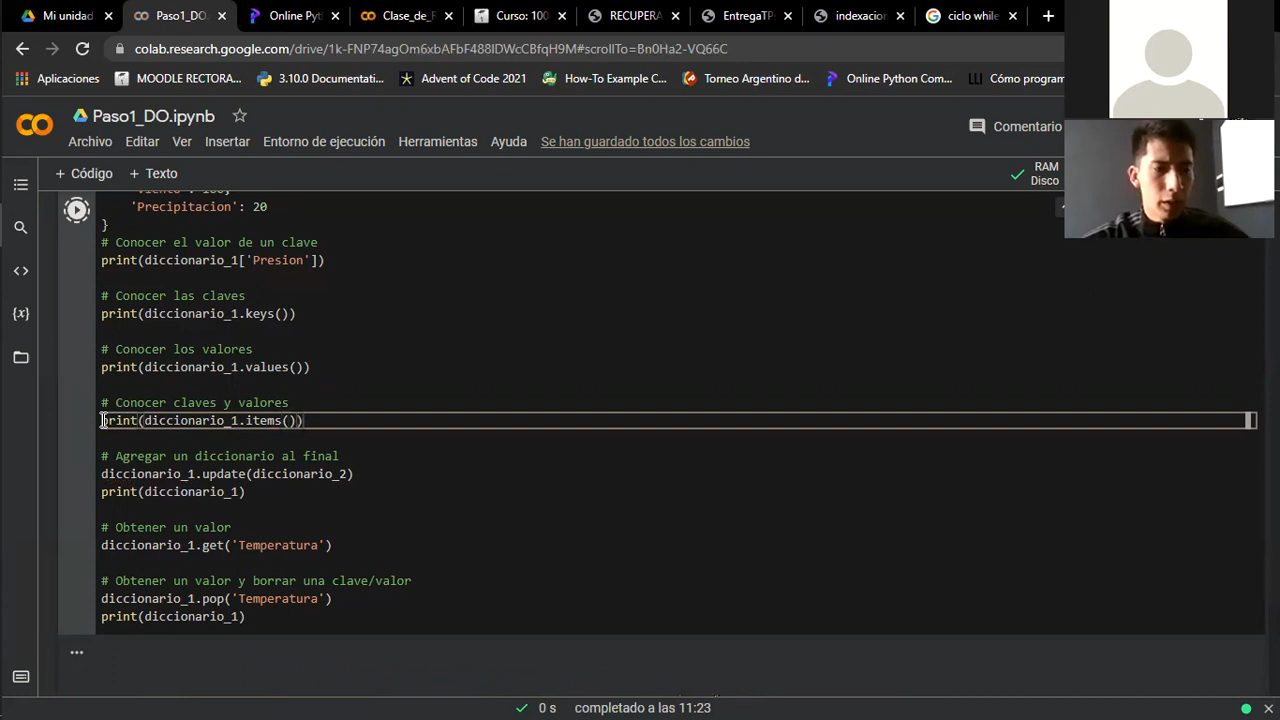 Mi unidad
Paso1_DO.
Online Pyt
Clase_de_F
Curso: 100
RECUPERA
EntregaTP
indexacion
ciclo while
colab.research.google.com/drive/1k-FNP74agOm6xbAFbF488IDWcCBfqH9M#scrollTo=Bn0Ha2-VQ66C
Aplicaciones
MOODLE RECTORA...
3.10.0 Documentati...
Advent of Code 2021
How-To Example C...
Torneo Argentino d...
Online Python Com...
Cómo program
Paso1_DO.ipynb
Archivo Editar Ver Insertar Entorno de ejecución Herramientas Ayuda Se han guardado todos los cambios
Comentario
+ Código + Texto
RAM
Disco
'Precipitacion': 20
}
# Conocer el valor de un clave
print(diccionario_1['Presion'])
# Conocer las claves
print(diccionario_1.keys())
# Conocer los valores
print(diccionario_1.values())
# Conocer claves y valores
print(diccionario_1.items())
# Agregar un diccionario al final
diccionario_1.update(diccionario_2)
print(diccionario_1)
# Obtener un valor
diccionario_1.get('Temperatura')
# Obtener un valor y borrar una clave/valor
diccionario_1.pop('Temperatura')
print(diccionario_1)
...
0 s completado a las 11:23